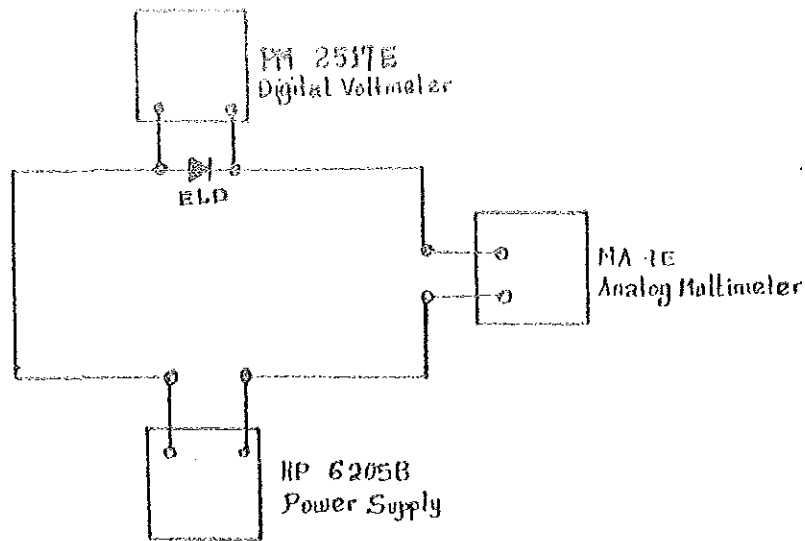 PM 2517E
Digital Voltmeter
ELD
MA 1E
Analog Multimeter
HP 6205B
Power Supply